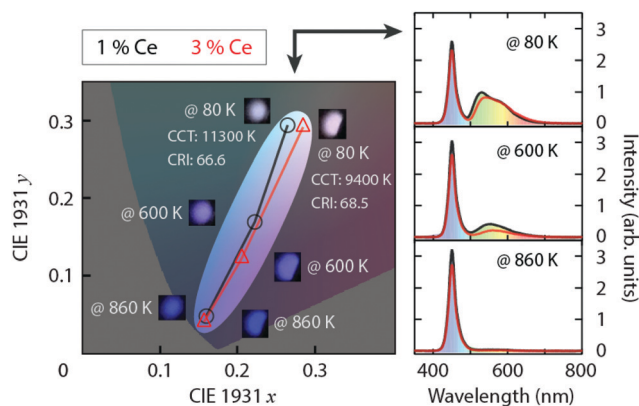 1 % Ce 3 % Ce
@ 80 K
CCT: 11300 K
CRI: 66.6
@ 80 K
CCT: 9400 K
CRI: 68.5
@ 600 K
@ 600 K
@ 860 K
@ 860 K
0.3
0.2
0.1
0
0.1
0.2
0.3
CIE 1931 y
CIE 1931 x
@ 80 K
3
2
1
0
@ 600 K
3
2
1
0
@ 860 K
3
2
1
0
400
600
800
Wavelength (nm)
Intensity (arb. units)